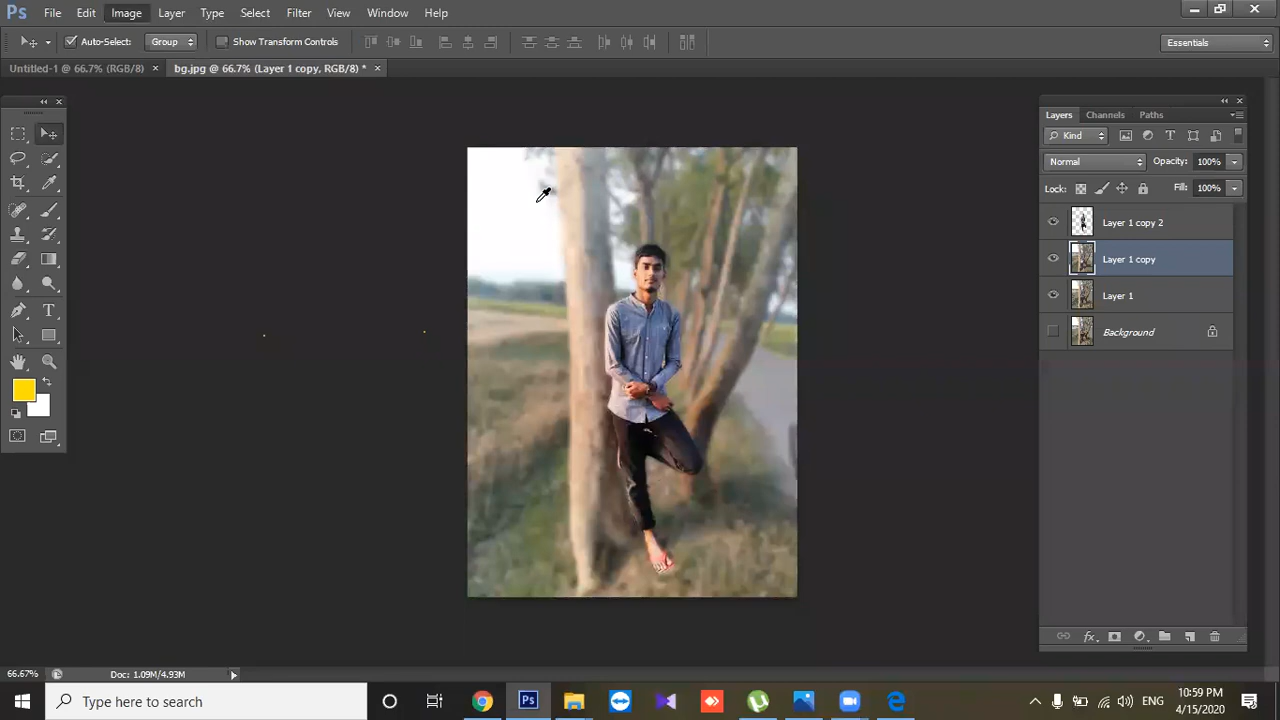 Ps File Edit Image Layer Type Select Filter View Window Help
Auto-Select: Group Show Transform Controls Essentials
Untitled-1 @ 66.7% (RGB/8) × bg.jpg @ 66.7% (Layer 1 copy, RGB/8) * ×
Layers Channels Paths
Kind
Normal Opacity: 100%
Lock: Fill: 100%
Layer 1 copy 2
Layer 1 copy
Layer 1
Background
66.67% Doc: 1.09M/4.93M
Type here to search Ps ENG 10:59 PM
4/15/2020